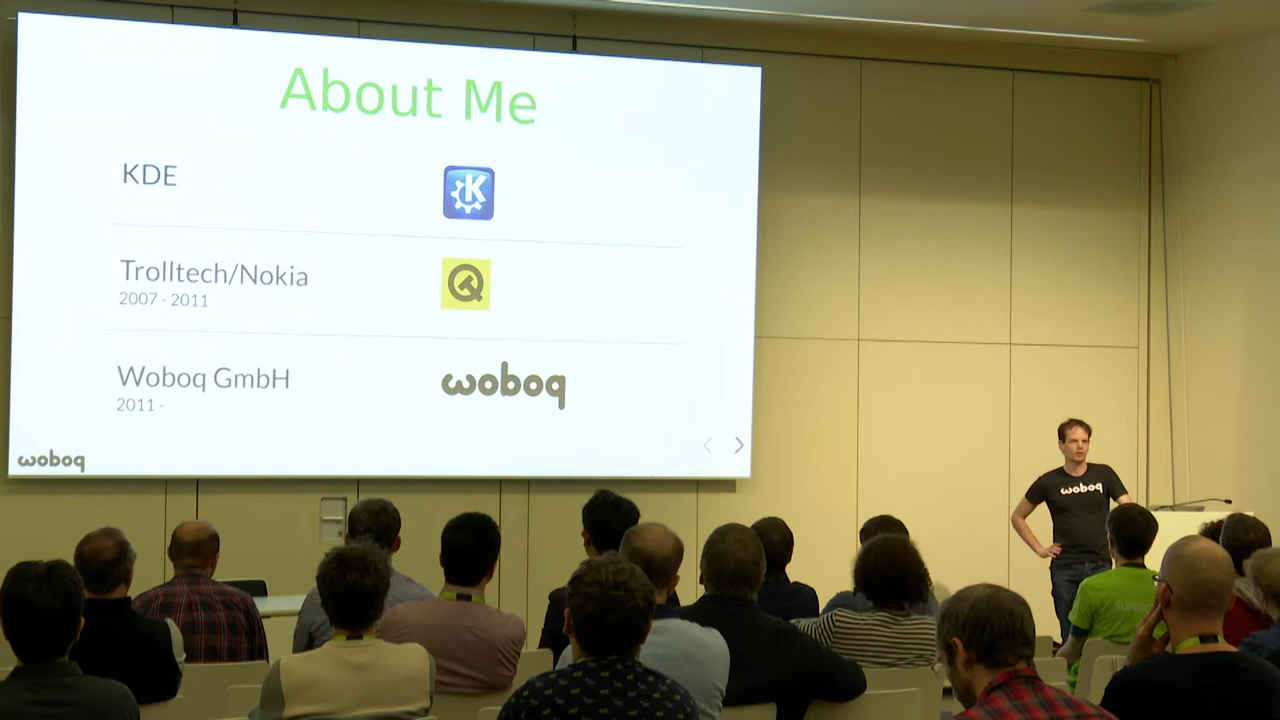 About Me
KDE
K
Trolltech/Nokia
2007 - 2011
Woboq GmbH
2011 -
woboq
woboq
woboq